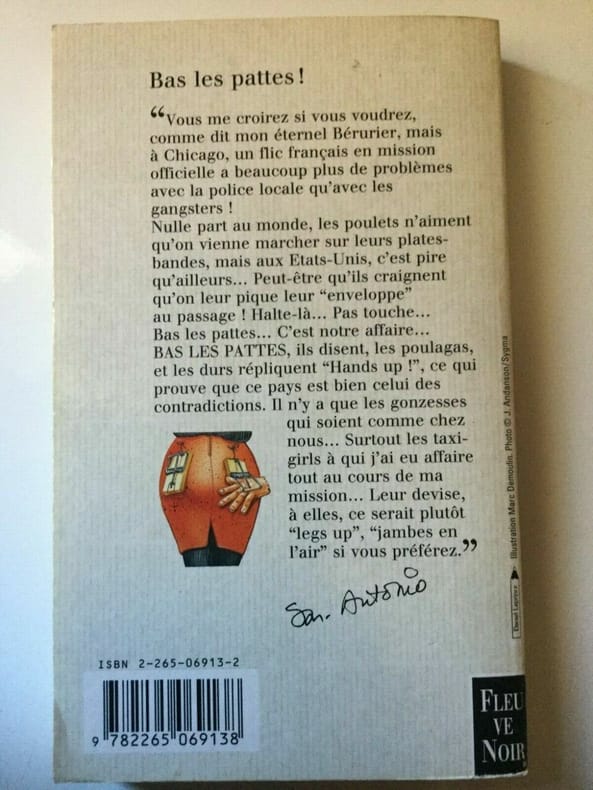 Bas les pattes !
“Vous me croirez si vous voudrez,
comme dit mon éternel Bérurier, mais
à Chicago, un flic français en mission
officielle a beaucoup plus de problèmes
avec la police locale qu’avec les
gangsters !
Nulle part au monde, les poulets n’aiment
qu’on vienne marcher sur leurs plates-
bandes, mais aux Etats-Unis, c’est pire
qu’ailleurs... Peut-être qu’ils craignent
qu’on leur pique leur “enveloppe”
au passage ! Halte-là... Pas touche...
Bas les pattes... C’est notre affaire...
BAS LES PATTES, ils disent, les poulagas,
et les durs répliquent “Hands up !”, ce qui
prouve que ce pays est bien celui des
contradictions. Il n’y a que les gonzesses
qui soient comme chez
nous... Surtout les taxi-
girls à qui j’ai eu affaire
tout au cours de ma
mission... Leur devise,
à elles, ce serait plutôt
“legs up”, “jambes en
l’air” si vous préférez.”
San-Antonio
Illustration Marc Demoulin. Photo © J. Andanson/Sygma
ISBN 2-265-06913-2
9 782265 069138
FLEU
VE
NOIR